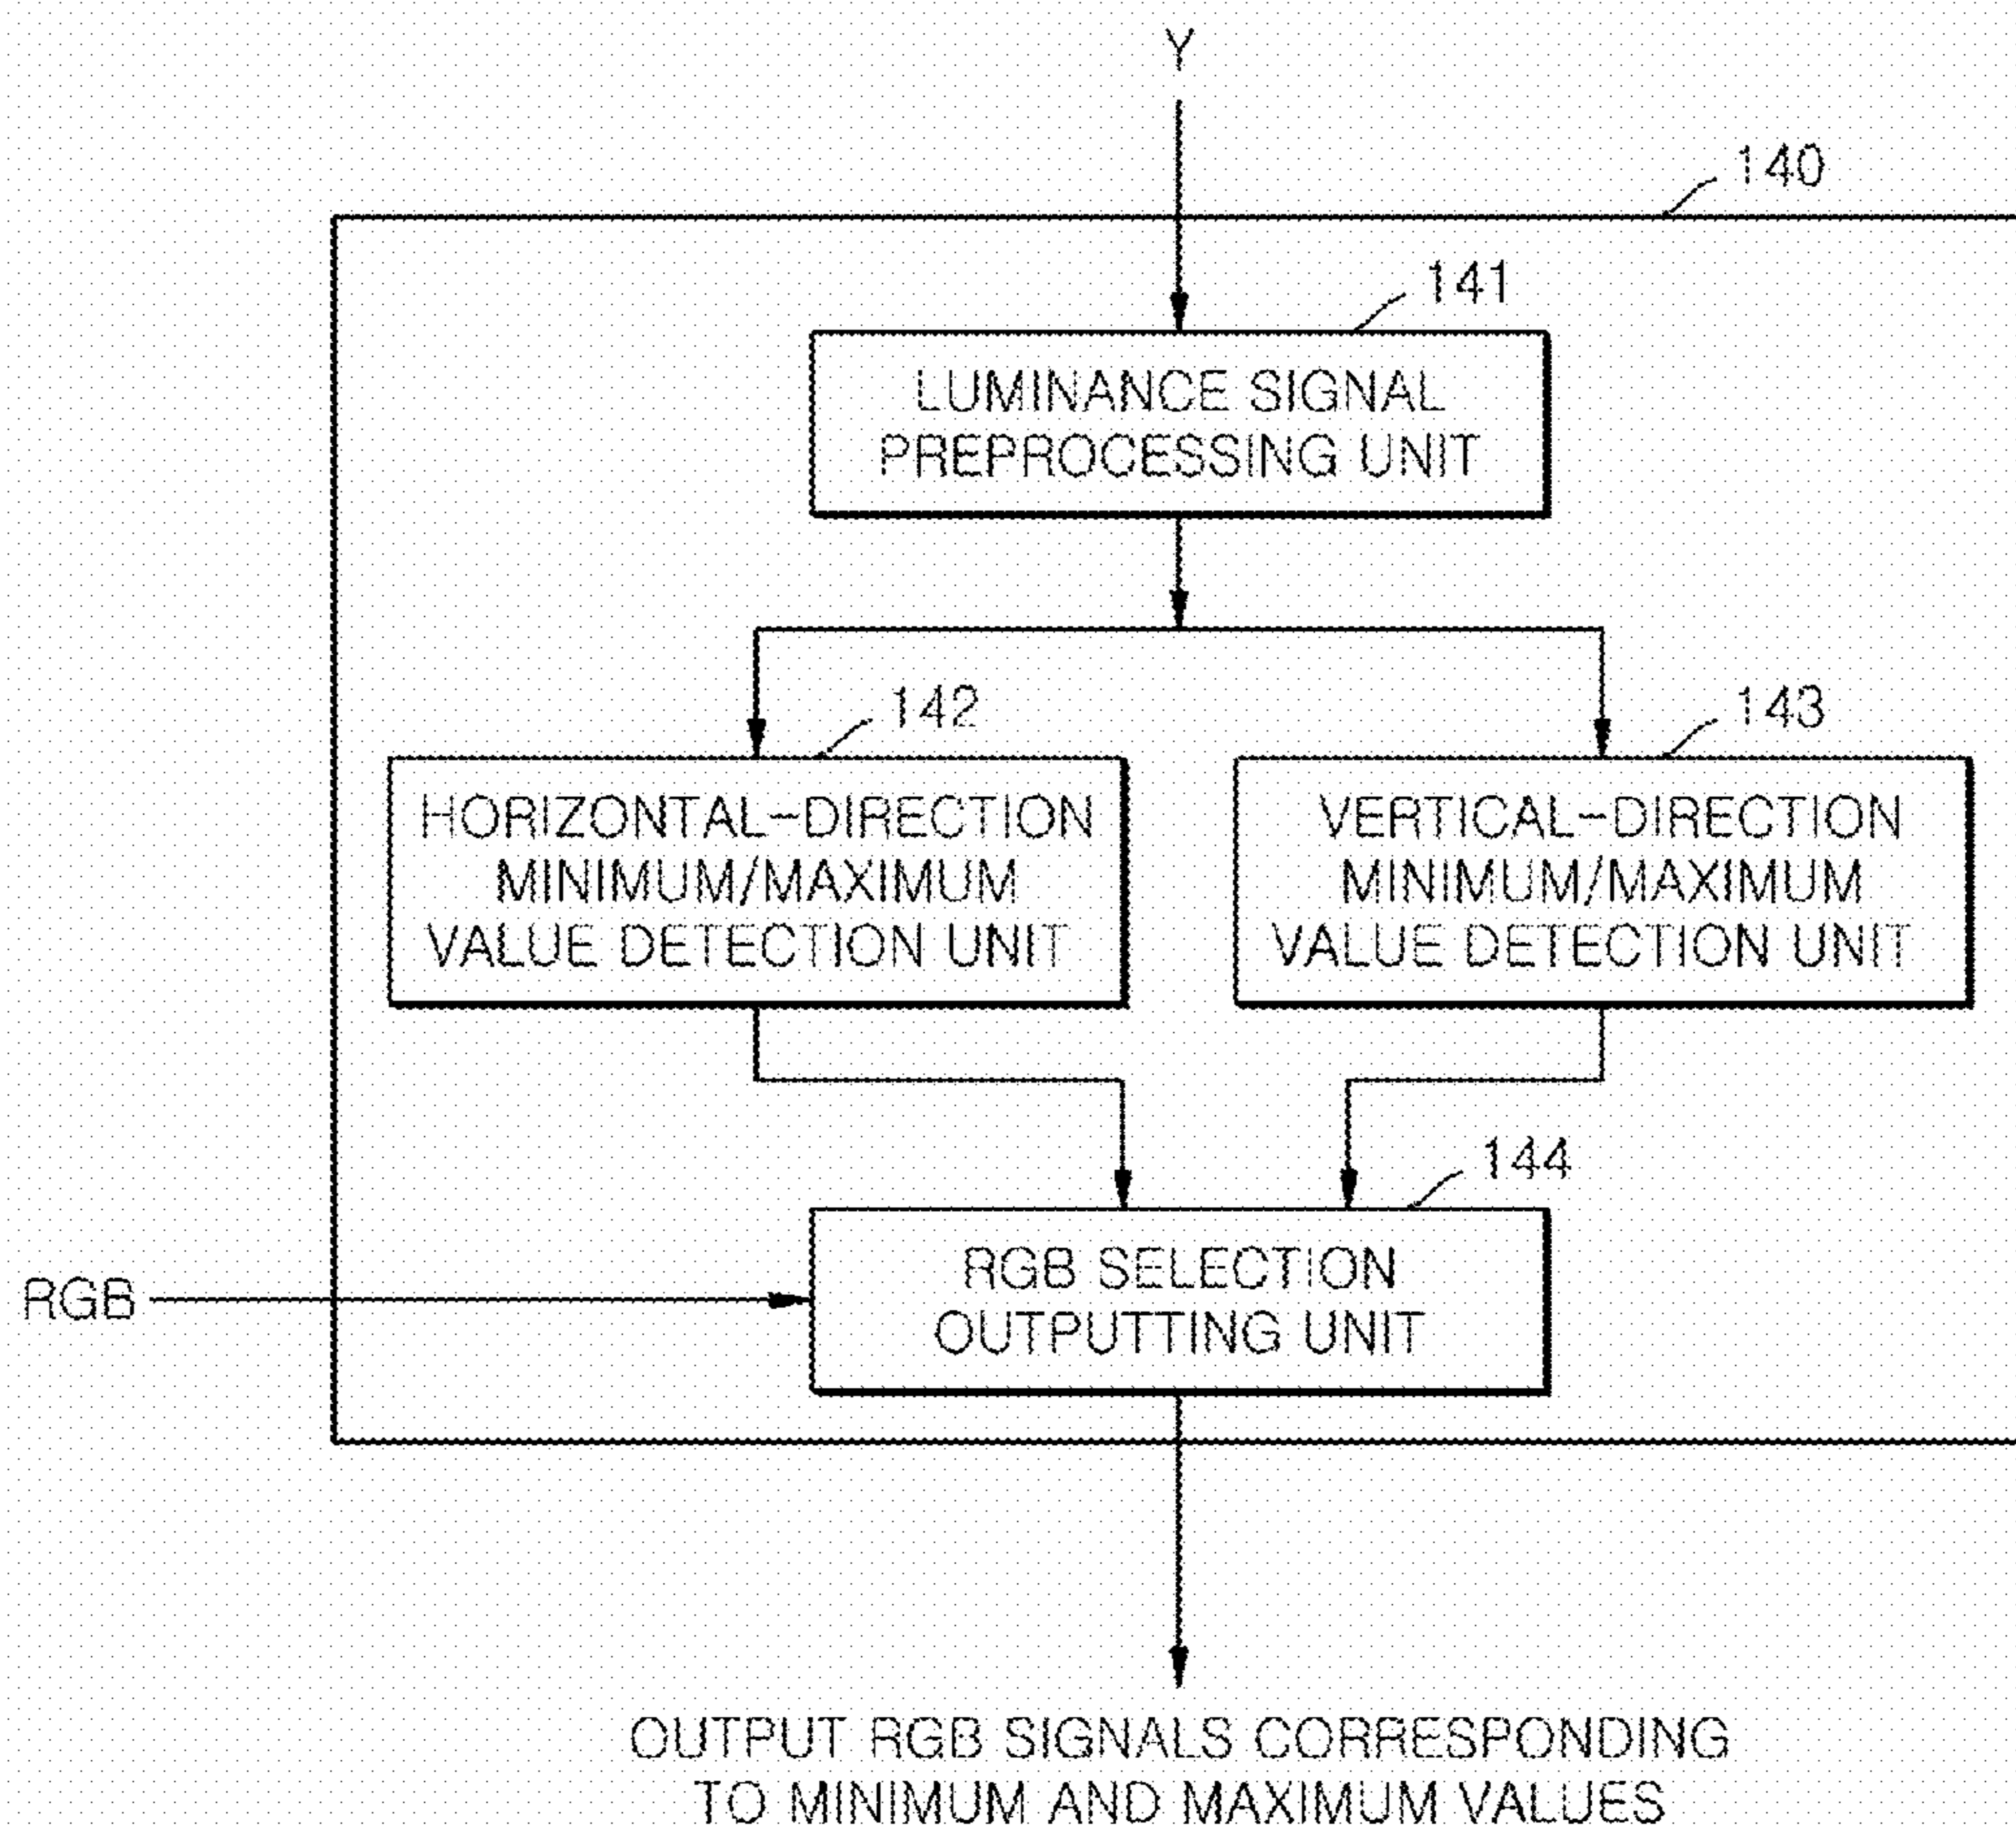 Y
140
141
LUMINANCE SIGNAL
PREPROCESSING UNIT
142
143
HORIZONTAL-DIRECTION
MINIMUM/MAXIMUM
VALUE DETECTION UNIT
VERTICAL-DIRECTION
MINIMUM/MAXIMUM
VALUE DETECTION UNIT
144
RGB
RGB SELECTION
OUTPUTTING UNIT
OUTPUT RGB SIGNALS CORRESPONDING
TO MINIMUM AND MAXIMUM VALUES